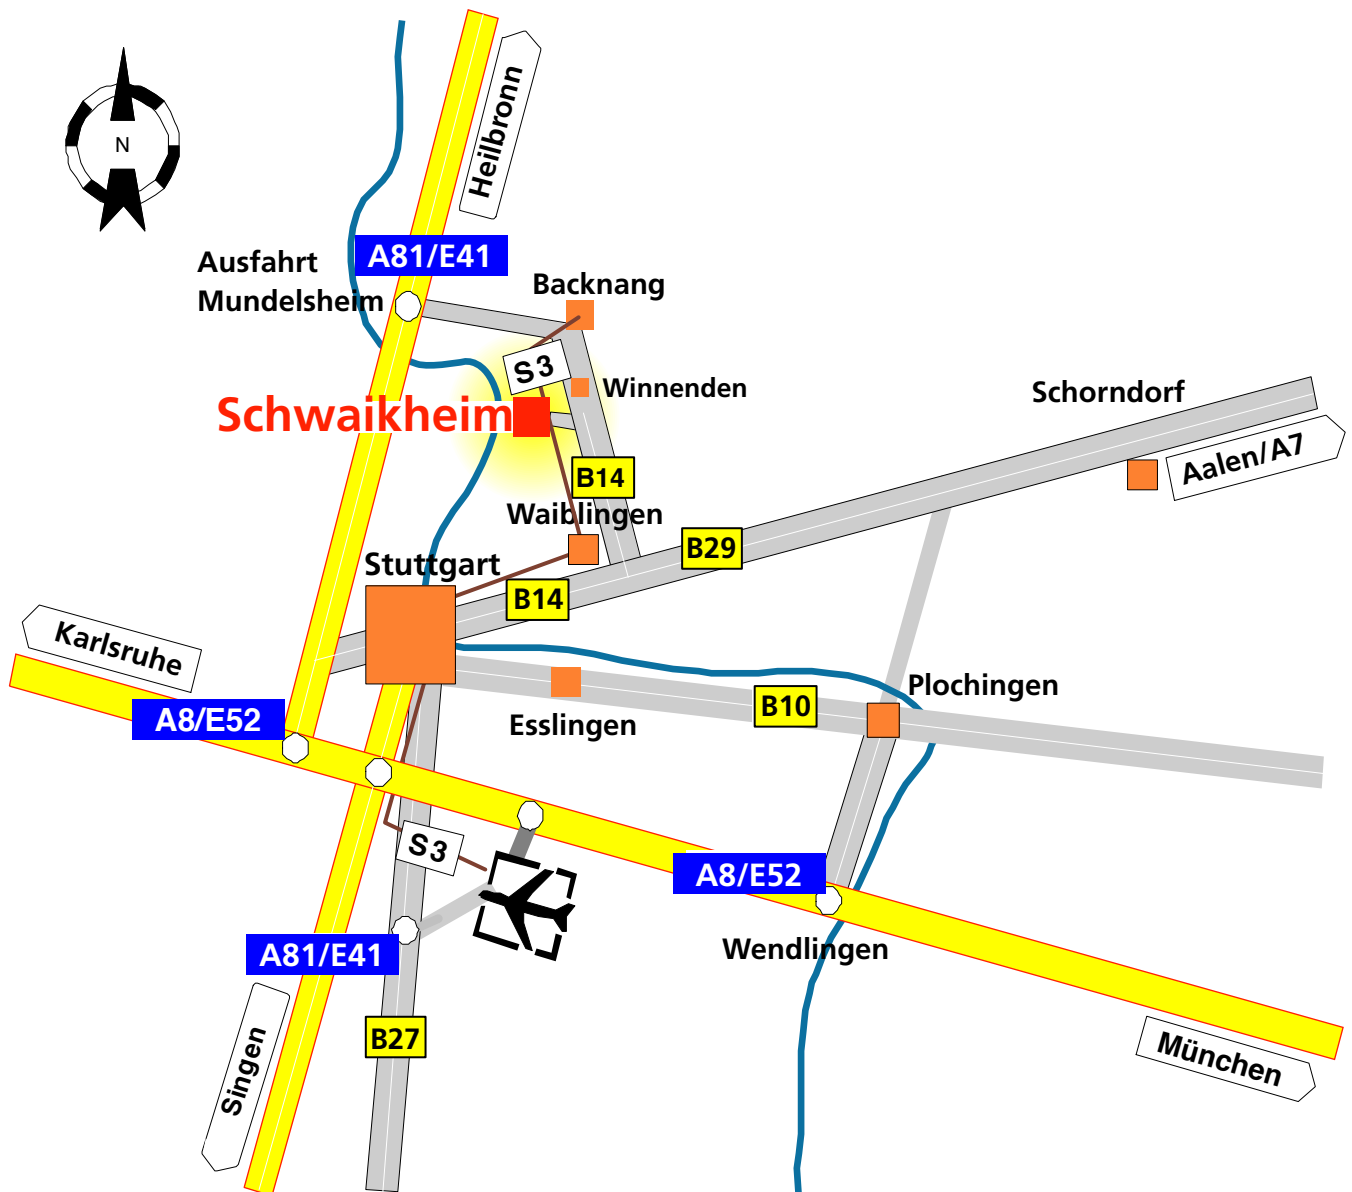 N
Heilbronn
Ausfahrt
Mundelsheim
A81/E41
Backnang
S3
Winnenden
Schwaikheim
Schorndorf
Aalen/A7
B14
Waiblingen
B29
Stuttgart
B14
Karlsruhe
A8/E52
Esslingen
B10
Plochingen
S3
A8/E52
A81/E41
Wendlingen
B27
Singen
München